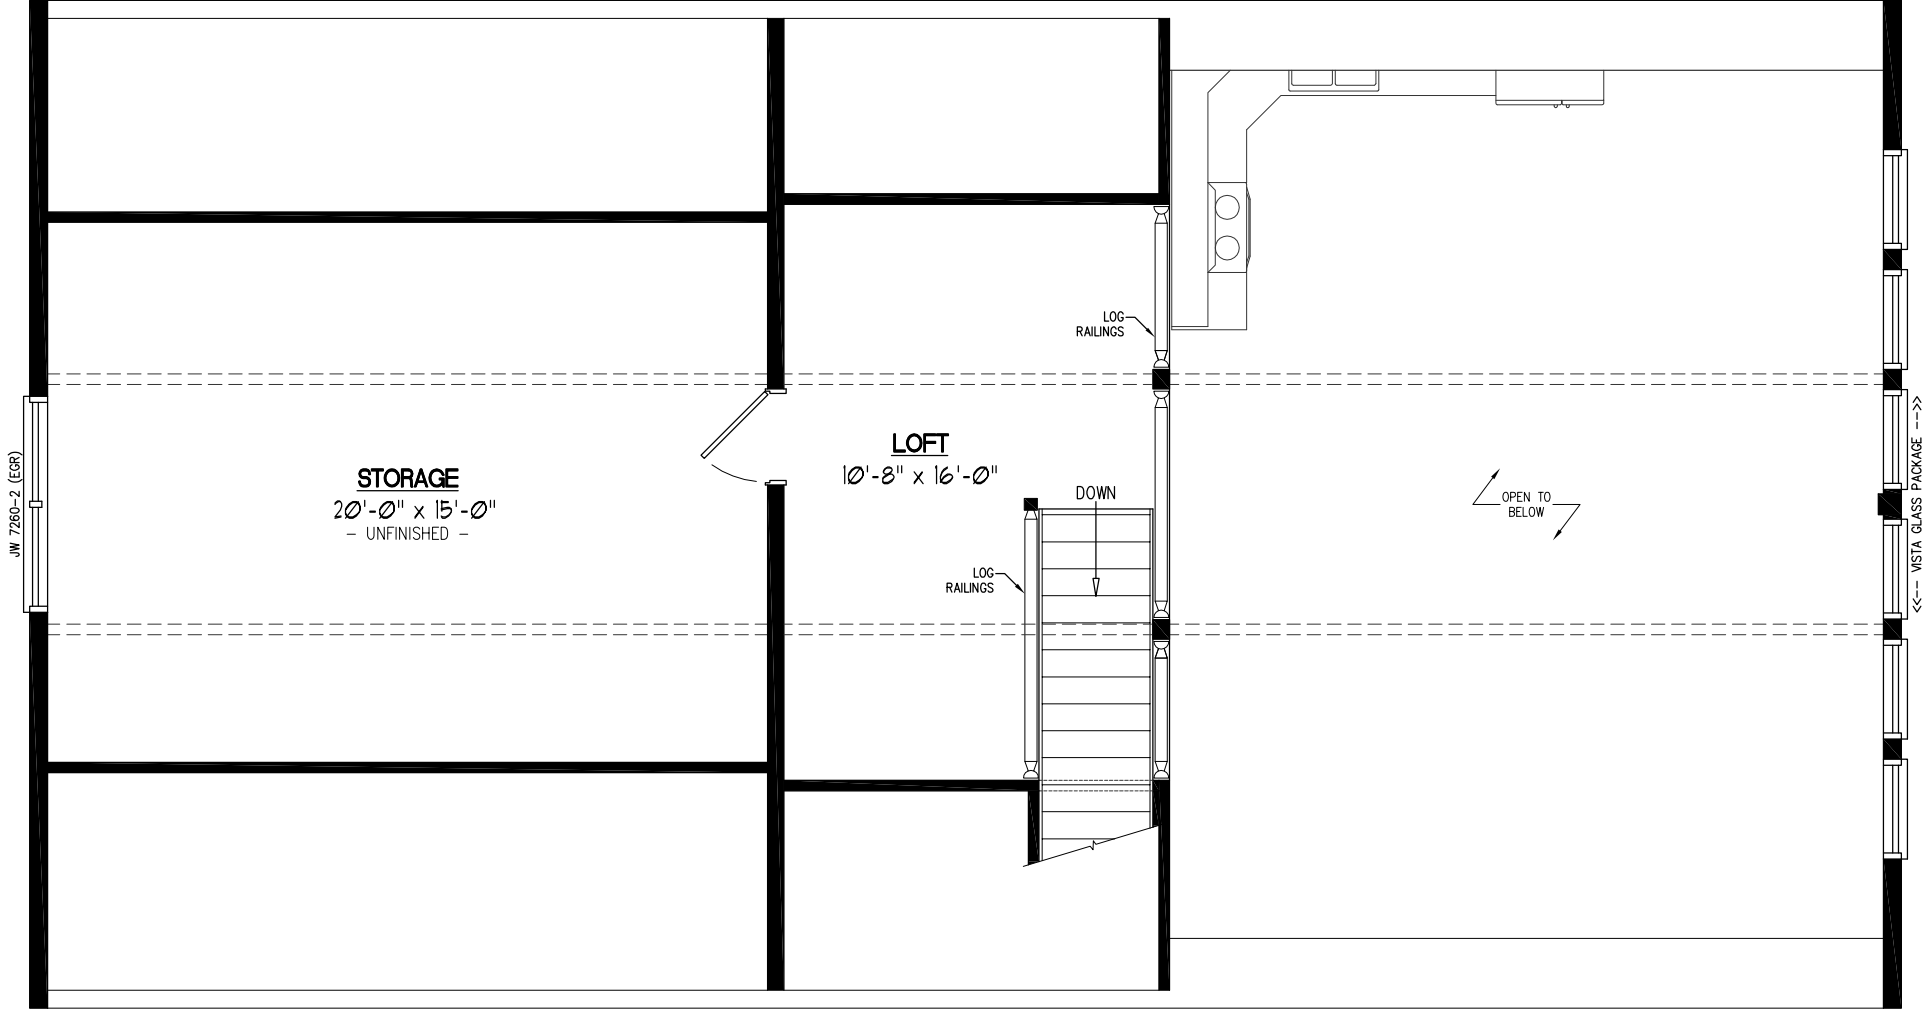 JW 7260-2 (EGR)
STORAGE
20'-0" x 15'-0"
- UNFINISHED -
LOFT
10'-8" x 16'-0"
LOG
RAILINGS
DOWN
LOG
RAILINGS
OPEN TO
BELOW
<<-- VISTA GLASS PACKAGE -->>